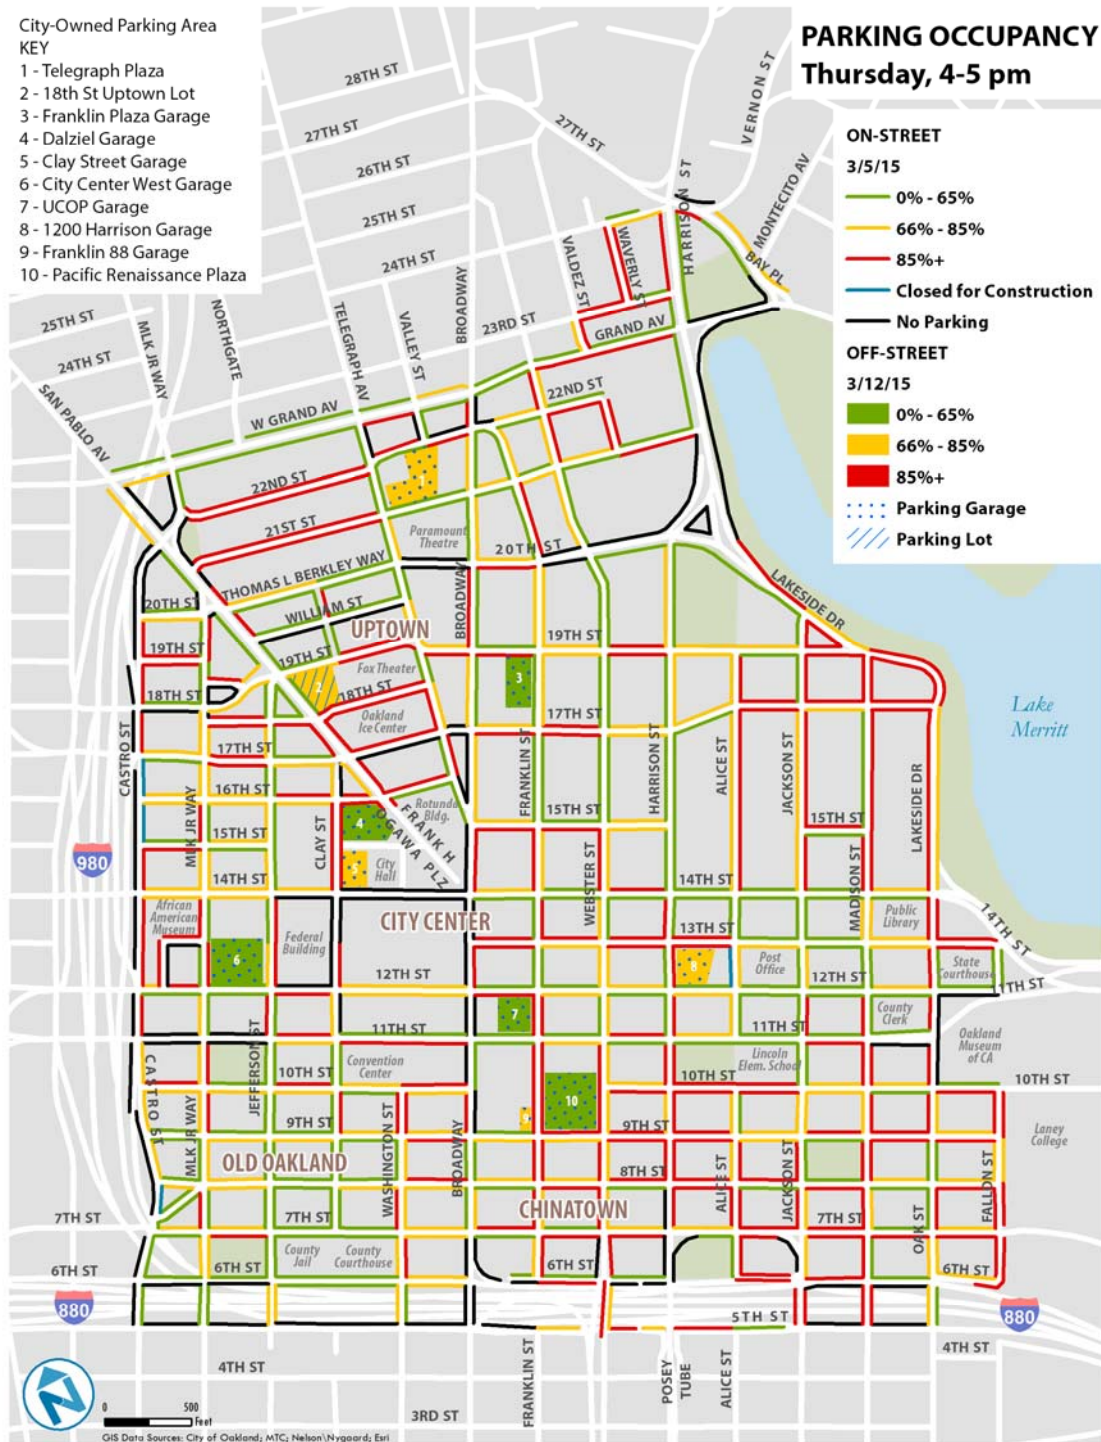 City-Owned Parking Area
KEY
1 - Telegraph Plaza
2 - 18th St Uptown Lot
3 - Franklin Plaza Garage
4 - Dalziel Garage
5 - Clay Street Garage
6 - City Center West Garage
7 - UCOP Garage
8 - 1200 Harrison Garage
9 - Franklin 88 Garage
10 - Pacific Renaissance Plaza
PARKING OCCUPANCY
Thursday, 4-5 pm
ON-STREET
3/5/15
0% - 65%
66% - 85%
85%+
Closed for Construction
No Parking
OFF-STREET
3/12/15
0% - 65%
66% - 85%
85%+
Parking Garage
Parking Lot
28TH ST
27TH ST
27TH ST
VERNON ST
26TH ST
25TH ST
24TH ST
HARRISON ST
MONTECITO AV
BAY PL
WAVERLY ST
VALDEZ ST
BROADWAY
23RD ST
GRAND AV
TELEGRAPH AV
VALLEY ST
NORTHGATE
MLK JR WAY
25TH ST
24TH ST
SAN PABLO AV
W GRAND AV
22ND ST
22ND ST
1
21ST ST
Paramount
Theatre
20TH ST
THOMAS L BERKLEY WAY
WILLIAM ST
BROADWAY
LAKESIDE DR
20TH ST
UPTOWN
19TH ST
19TH ST
19TH ST
Fox Theater
18TH ST
2
18TH ST
3
Oakland
Ice Center
17TH ST
17TH ST
Lake
Merritt
CASTRO ST
FRANKLIN ST
HARRISON ST
ALICE ST
JACKSON ST
LAKESIDE DR
16TH ST
MLK JR WAY
15TH ST
CLAY ST
Rotunda
Bldg.
FRANK H
OGAWA PLZ
15TH ST
15TH ST
4
5
City
Hall
980
14TH ST
WEBSTER ST
14TH ST
MADISON ST
14TH ST
African
American
Museum
Federal
Building
CITY CENTER
13TH ST
Public
Library
6
12TH ST
8
Post
Office
12TH ST
State
Courthouse
11TH ST
7
11TH ST
11TH ST
County
Clerk
Oakland
Museum
of CA
JEFFERSON ST
CASTRO ST
10TH ST
Convention
Center
10TH ST
Lincoln
Elem. School
10TH ST
10
9
MLK JR WAY
9TH ST
WASHINGTON ST
BROADWAY
9TH ST
Laney
College
OLD OAKLAND
8TH ST
ALICE ST
JACKSON ST
FALLON ST
7TH ST
7TH ST
CHINATOWN
7TH ST
OAK ST
6TH ST
6TH ST
County
Jail
County
Courthouse
6TH ST
6TH ST
880
5TH ST
880
4TH ST
FRANKLIN ST
POSEY
TUBE
ALICE ST
4TH ST
3RD ST
0 500
Feet
GIS Data Sources: City of Oakland; MTC; Nelson\Nygaard; Esri